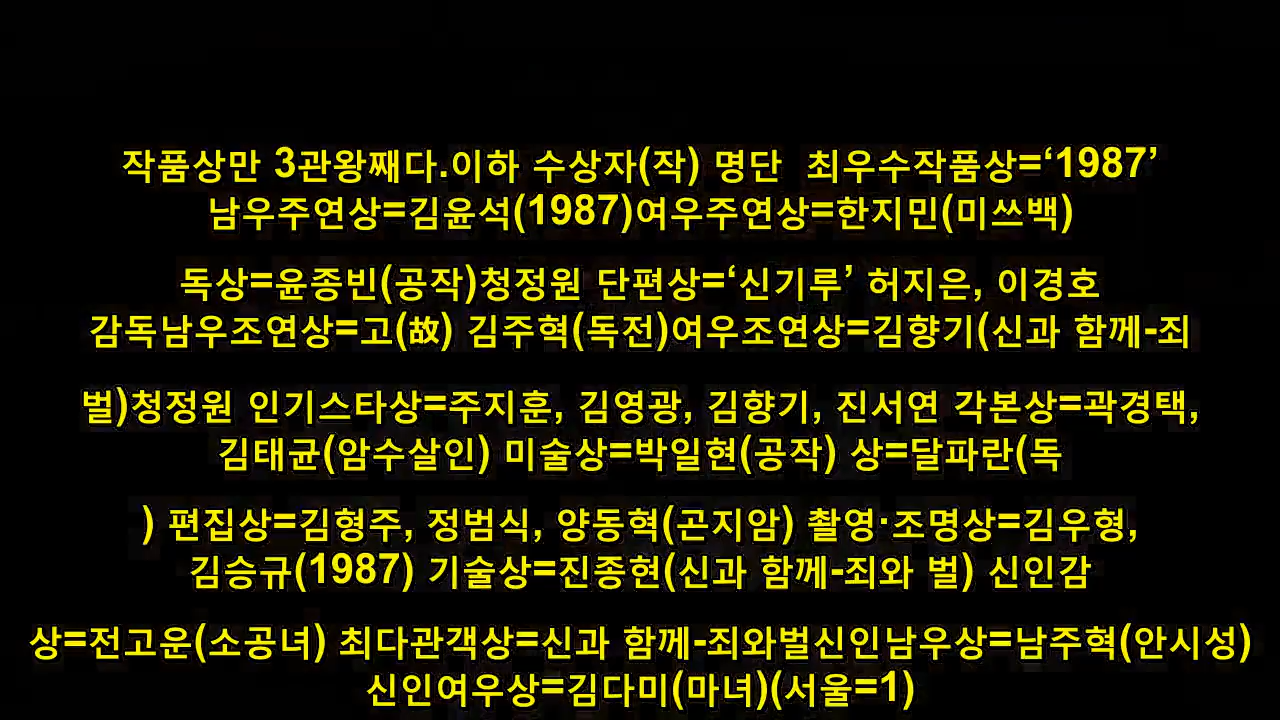 작품상만 3관왕째다.이하 수상자(작) 명단 최우수작품상=‘1987’
남우주연상=김윤석(1987)여우주연상=한지민(미쓰백)
독상=윤종빈(공작)청정원 단편상=‘신기루’ 허지은, 이경호
감독남우조연상=고(故) 김주혁(독전)여우조연상=김향기(신과 함께-죄
벌)청정원 인기스타상=주지훈, 김영광, 김향기, 진서연 각본상=곽경택,
김태균(암수살인) 미술상=박일현(공작) 상=달파란(독
) 편집상=김형주, 정범식, 양동혁(곤지암) 촬영·조명상=김우형,
김승규(1987) 기술상=진종현(신과 함께-죄와 벌) 신인감
상=전고운(소공녀) 최다관객상=신과 함께-죄와벌신인남우상=남주혁(안시성)
신인여우상=김다미(마녀)(서울=1)